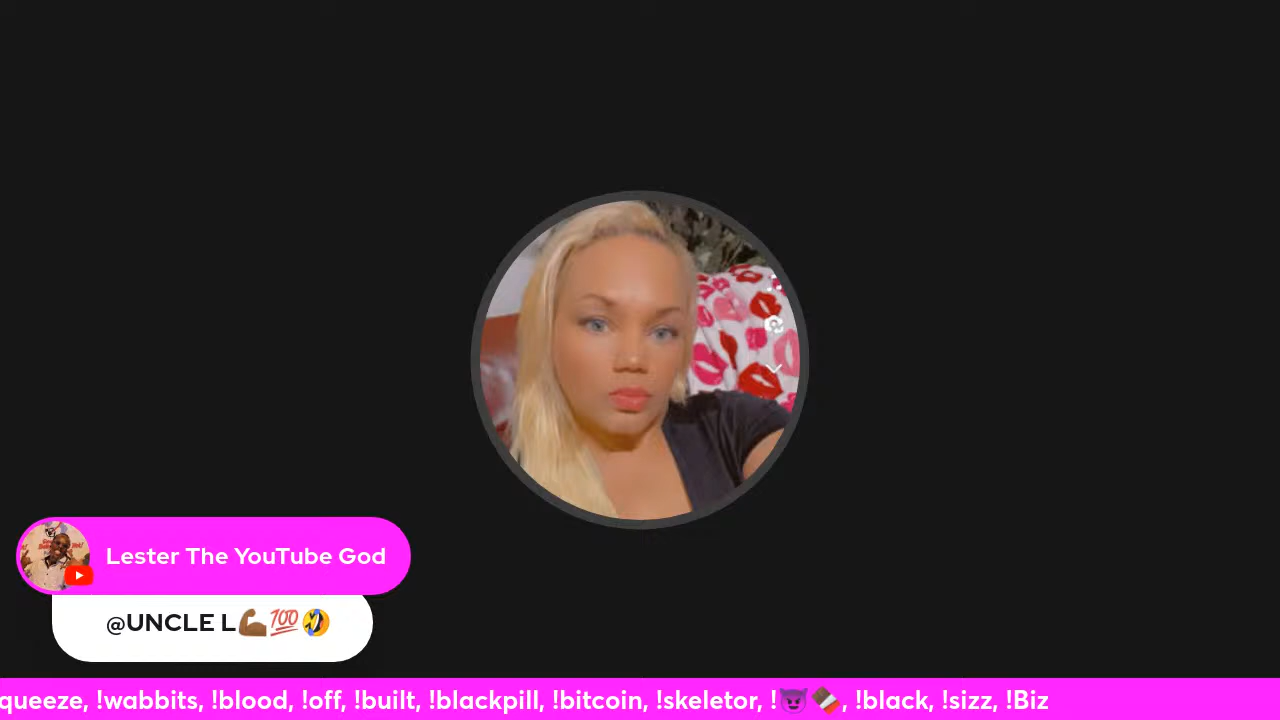 Lester The YouTube God
@UNCLE L💪🏾💯🤣
queeze, !wabbits, !blood, !off, !built, !blackpill, !bitcoin, !skeletor, !😈🍫, !black, !sizz, !Biz